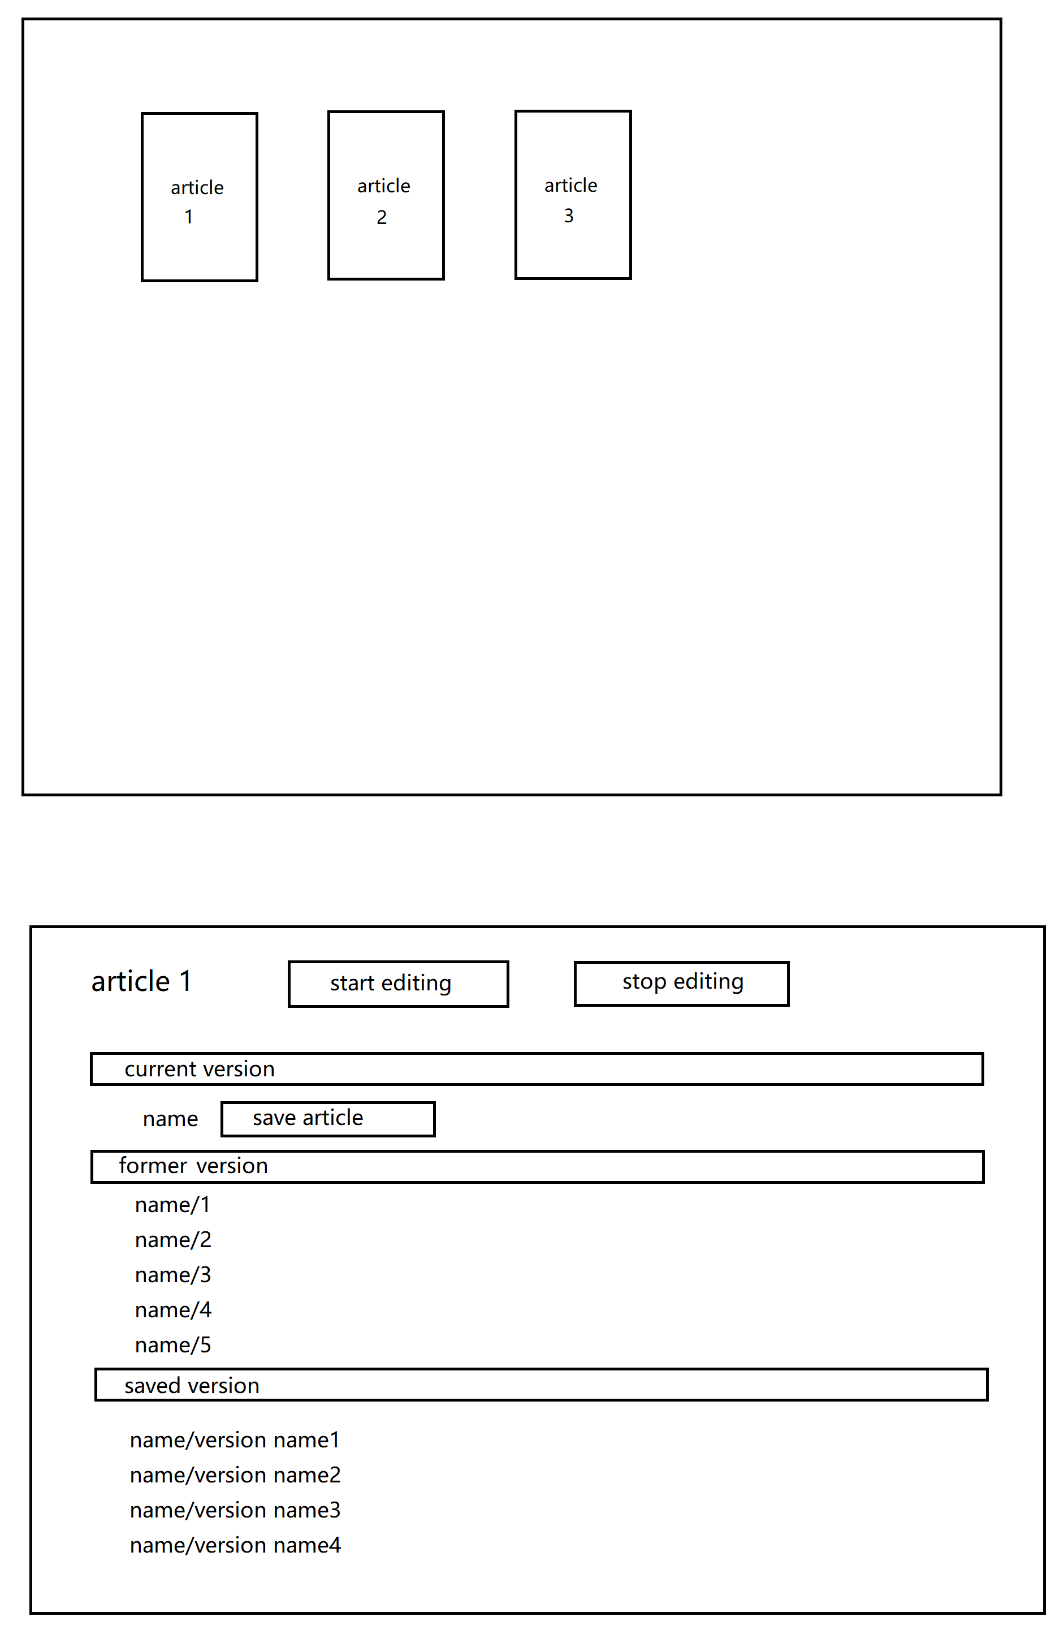 article
1
article
2
article
3
article 1
start editing
stop editing
current version
name
save article
former version
name/1
name/2
name/3
name/4
name/5
saved version
name/version name1
name/version name2
name/version name3
name/version name4